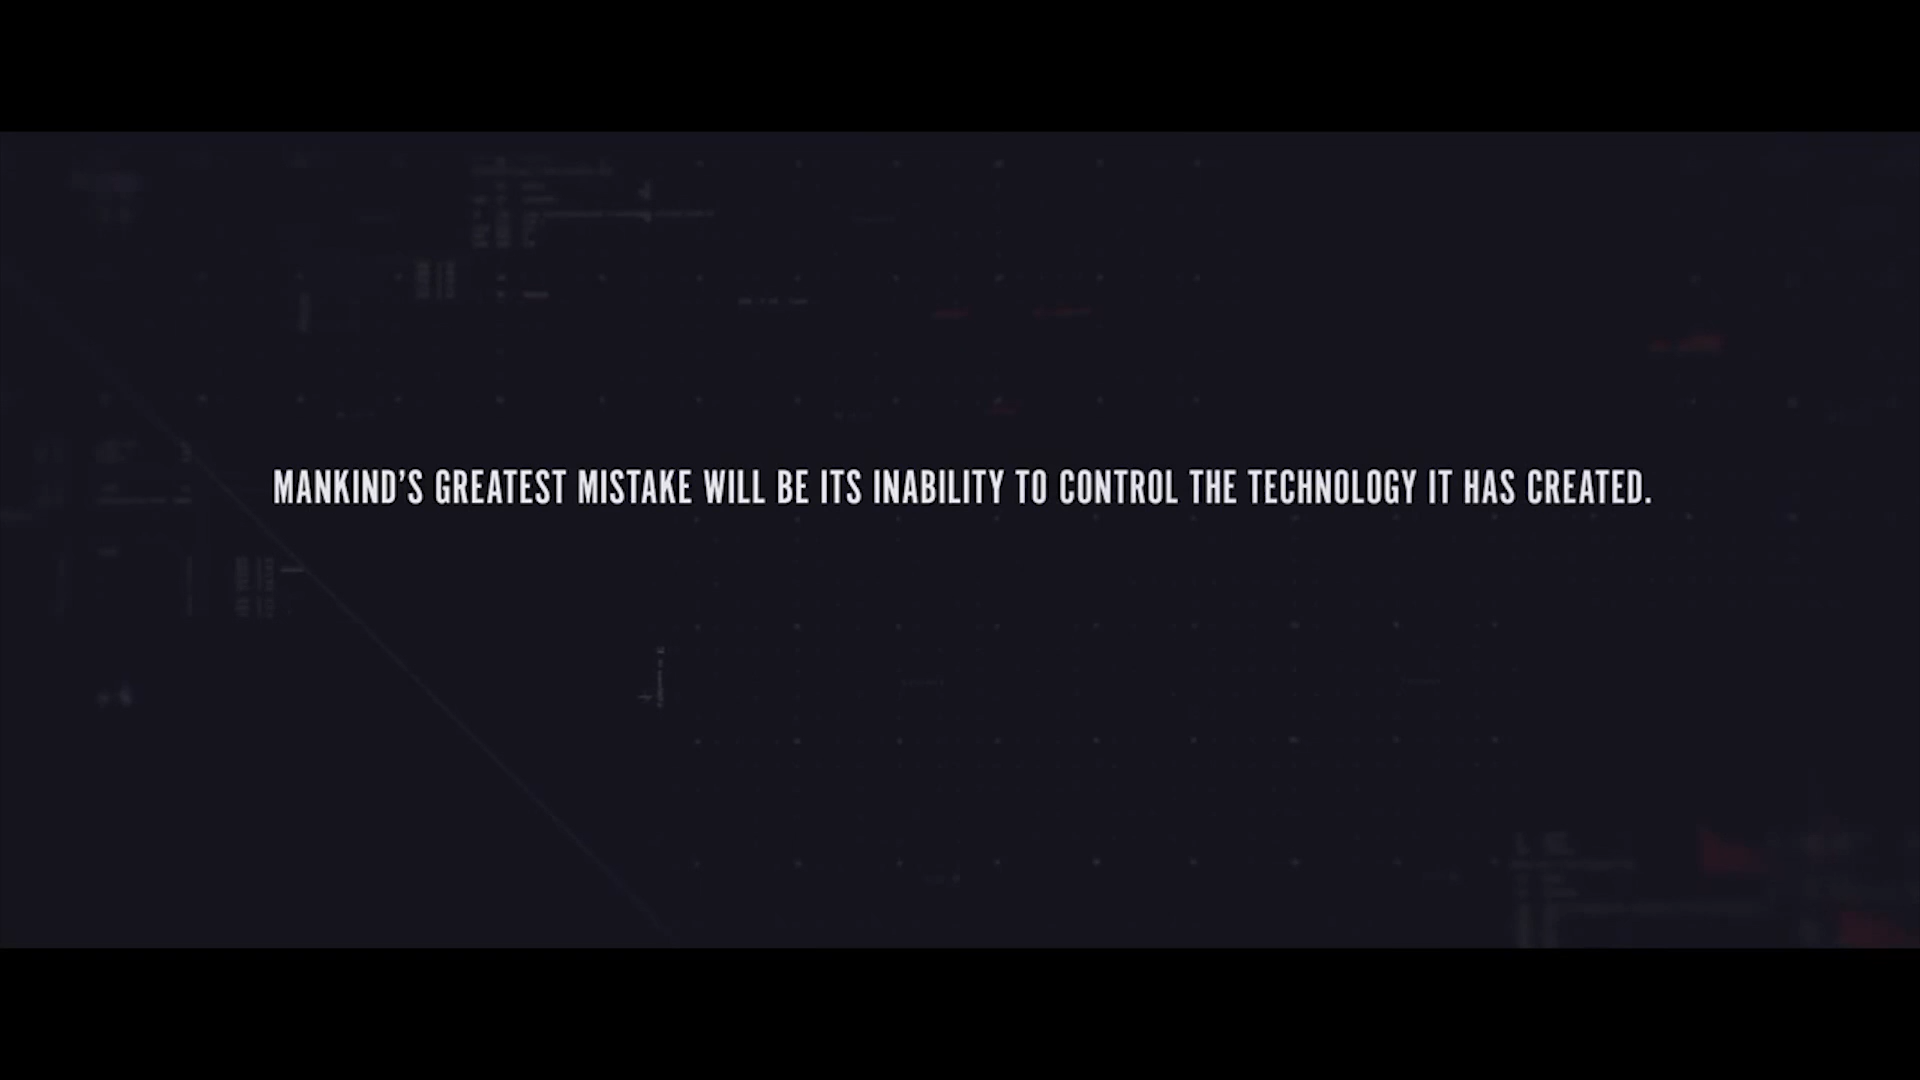 MANKIND’S GREATEST MISTAKE WILL BE ITS INABILITY TO CONTROL THE TECHNOLOGY IT HAS CREATED.